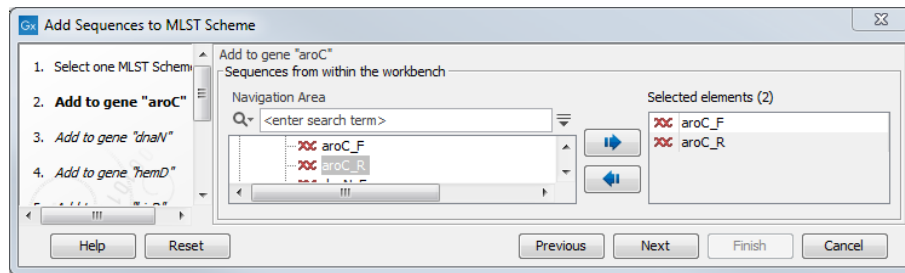 Gx Add Sequences to MLST Scheme
1. Select one MLST Schem
2. Add to gene "aroC"
3. Add to gene "dnaN"
4. Add to gene "hemD"
Add to gene "aroC"
Sequences from within the workbench
Navigation Area
<enter search term>
aroC_F
aroC_R
Selected elements (2)
aroC_F
aroC_R
Help
Reset
Previous
Next
Finish
Cancel